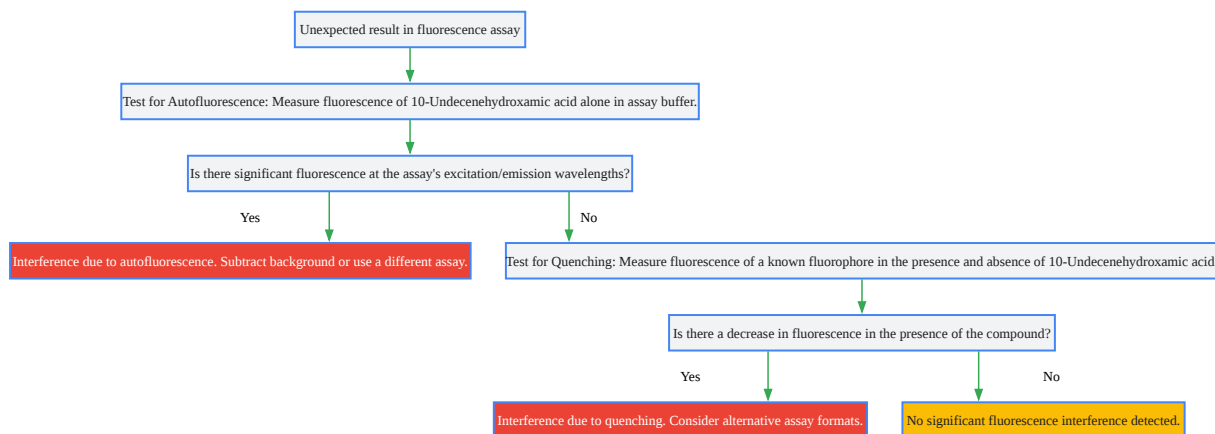 Unexpected result in fluorescence assay
Test for Autofluorescence: Measure fluorescence of 10-Undecenehydroxamic acid alone in assay buffer.
Is there significant fluorescence at the assay's excitation/emission wavelengths?
Yes
No
Interference due to autofluorescence. Subtract background or use a different assay.
Test for Quenching: Measure fluorescence of a known fluorophore in the presence and absence of 10-Undecenehydroxamic acid
Is there a decrease in fluorescence in the presence of the compound?
Yes
No
Interference due to quenching. Consider alternative assay formats.
No significant fluorescence interference detected.